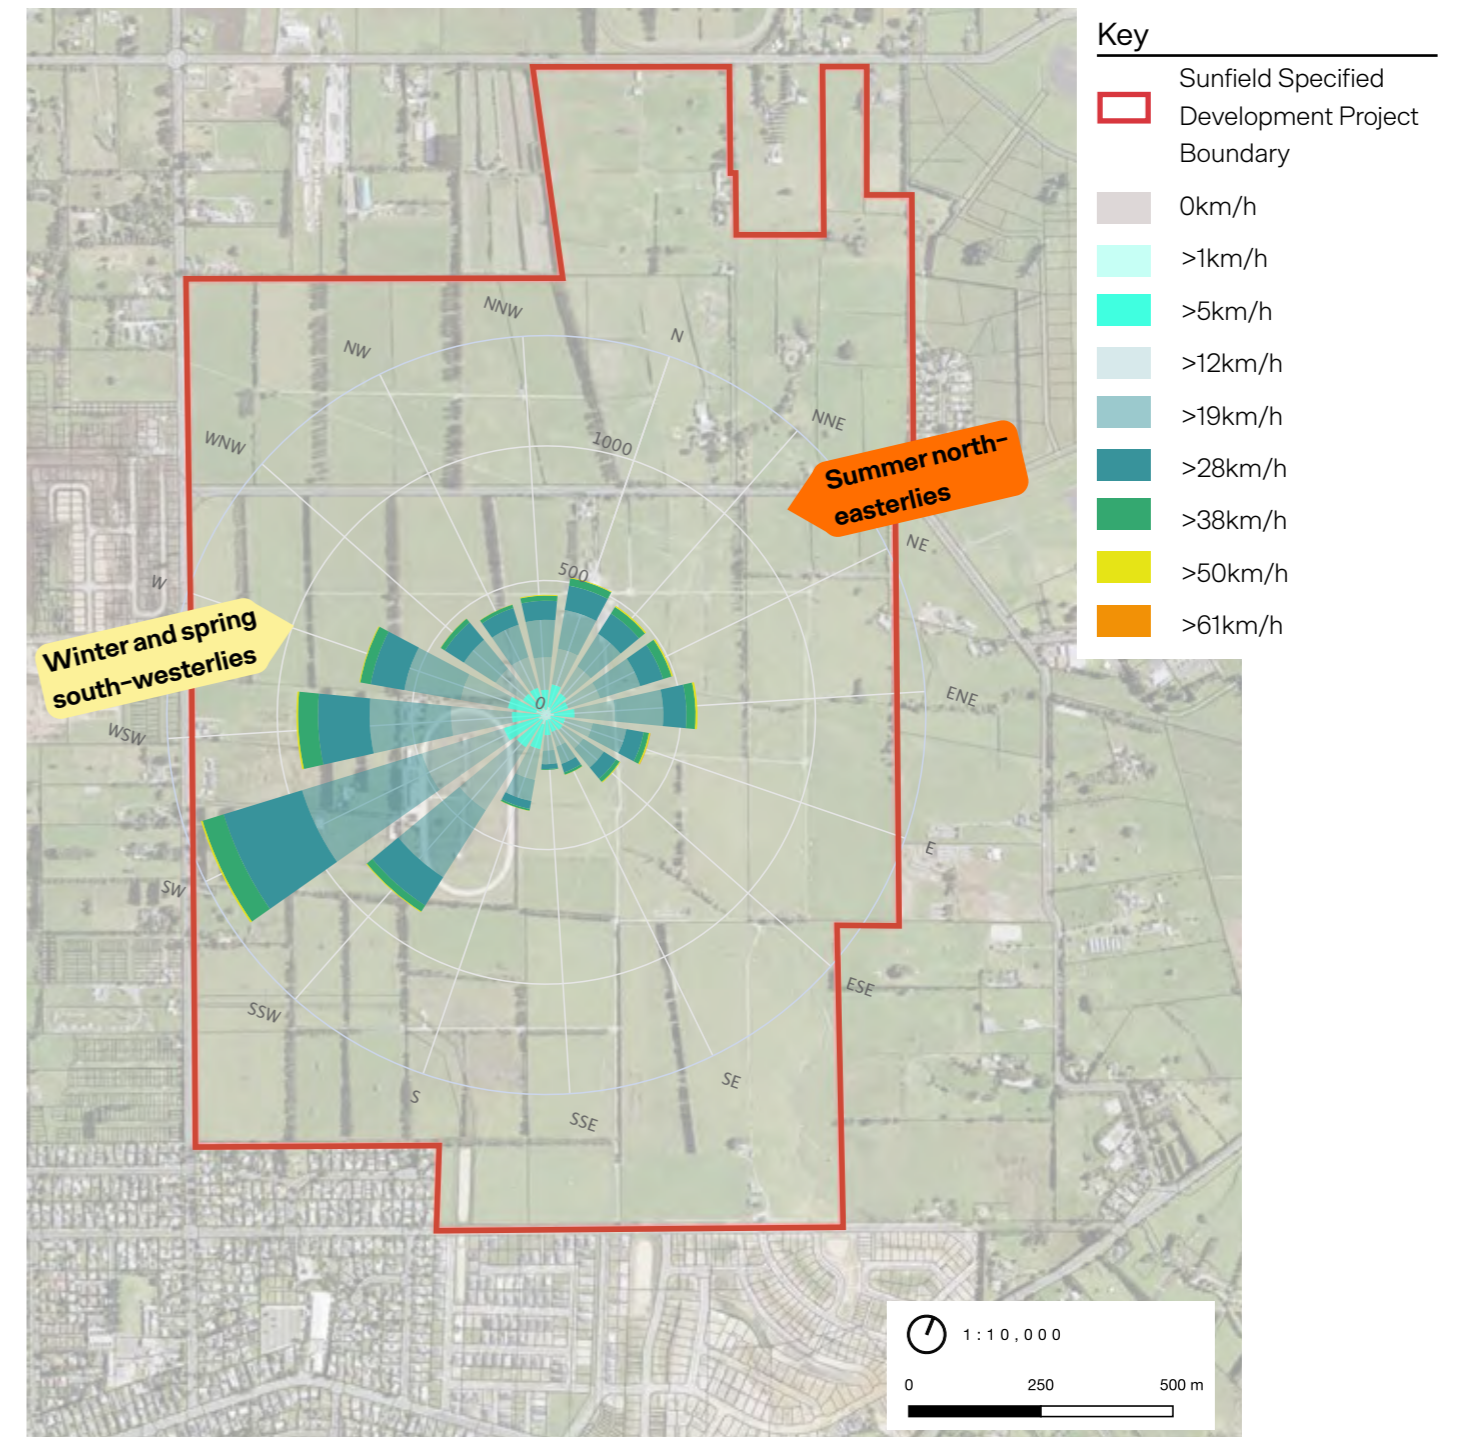 Key
Sunfield Specified
Development Project
Boundary
0km/h
>1km/h
>5km/h
>12km/h
>19km/h
>28km/h
>38km/h
>50km/h
>61km/h
NNW
N
NW
NNE
WNW
1000
Summer north-
easterlies
NE
500
W
Winter and spring
south-westerlies
0
ENE
WSW
E
SW
ESE
SSW
SE
S
SSE
1:10,000
0 250 500 m